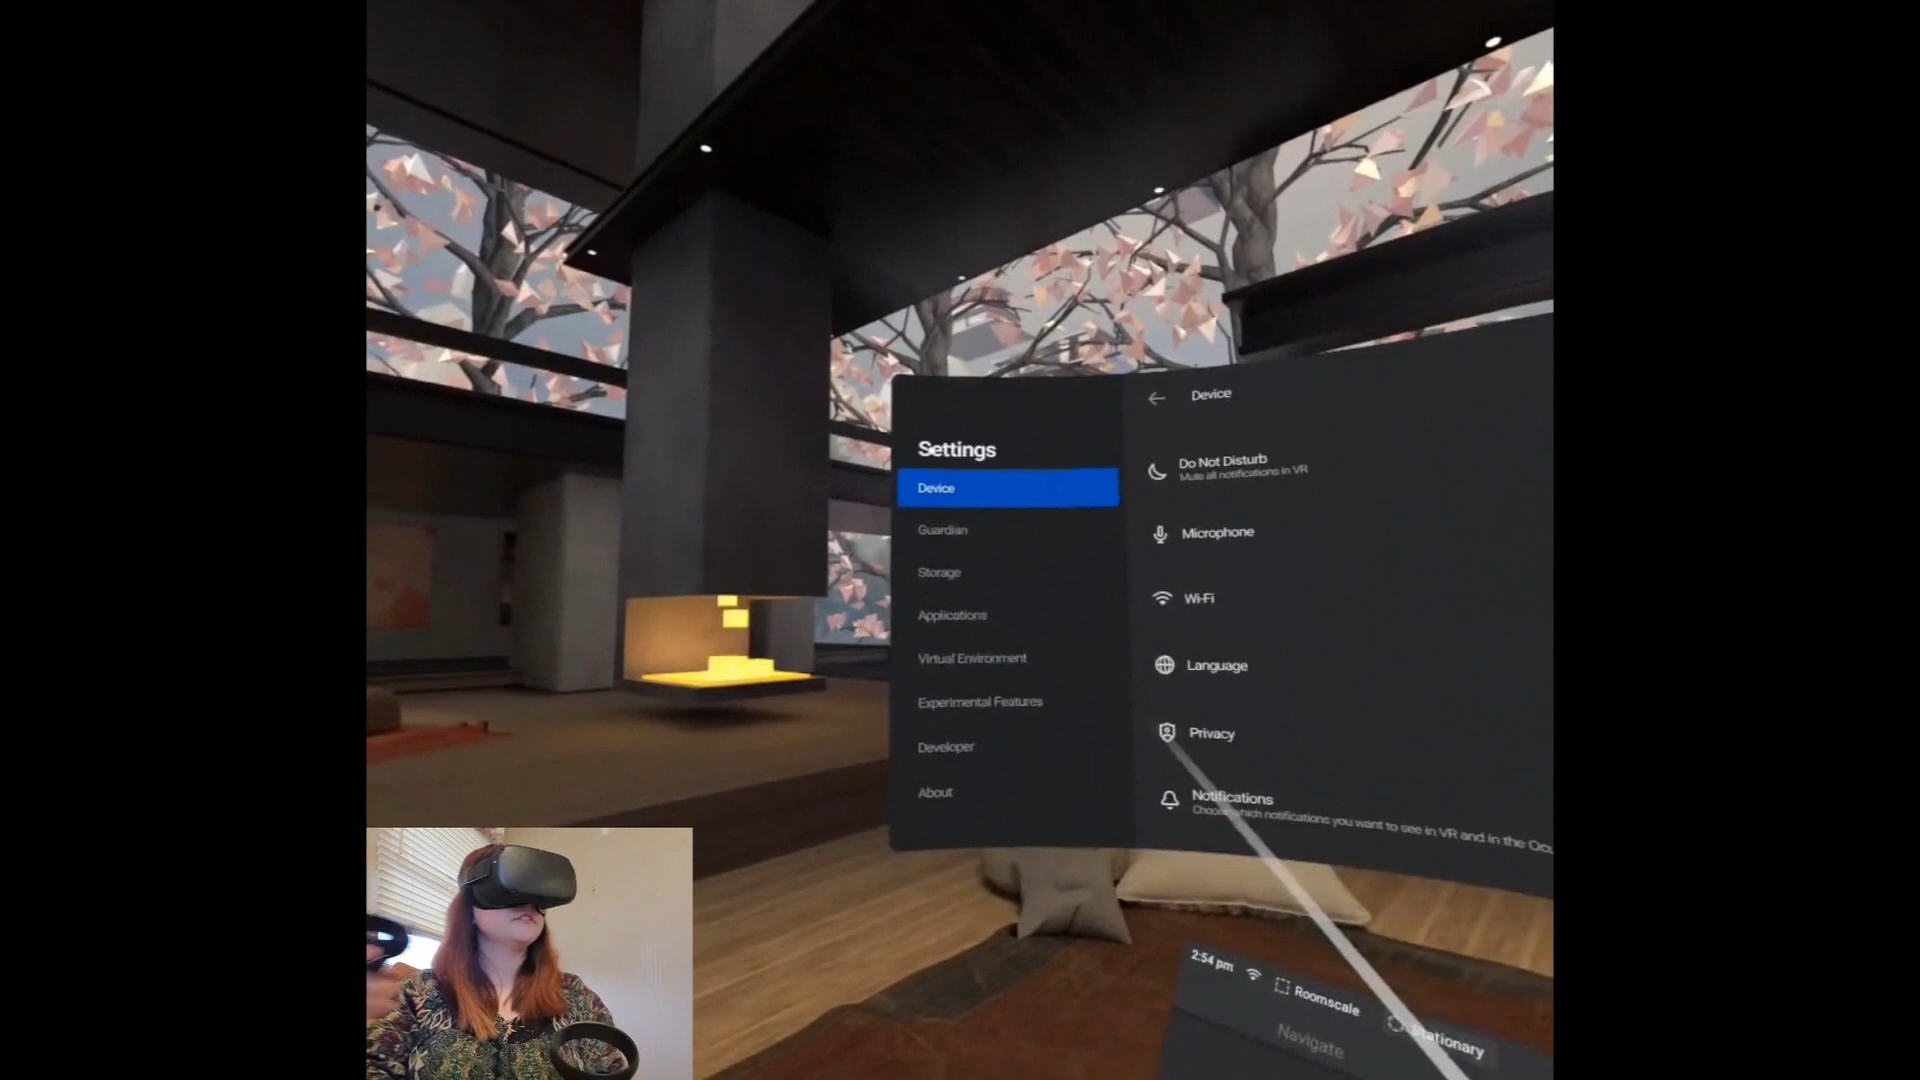 Settings
Device
Guardian
Storage
Applications
Virtual Environment
Experimental Features
Developer
About
Device
Do Not Disturb
Mute all notifications in VR
Microphone
Wi-Fi
Language
Privacy
Notifications
Choose which notifications you want to see in VR and in the
2:54 pm
Roomscale
Stationary
Navigate